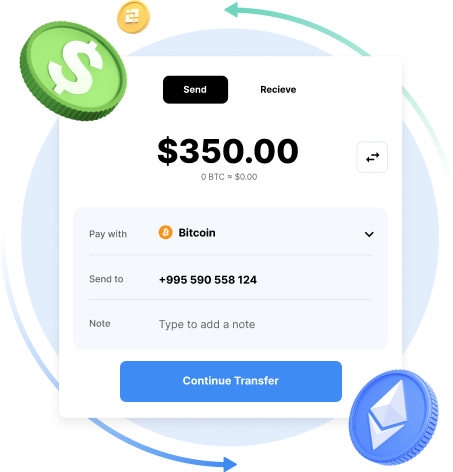 Send
Recieve
$350.00
0 BTC ≈ $0.00
Pay with
Bitcoin
Send to
+995 590 558 124
Note
Type to add a note
Continue Transfer